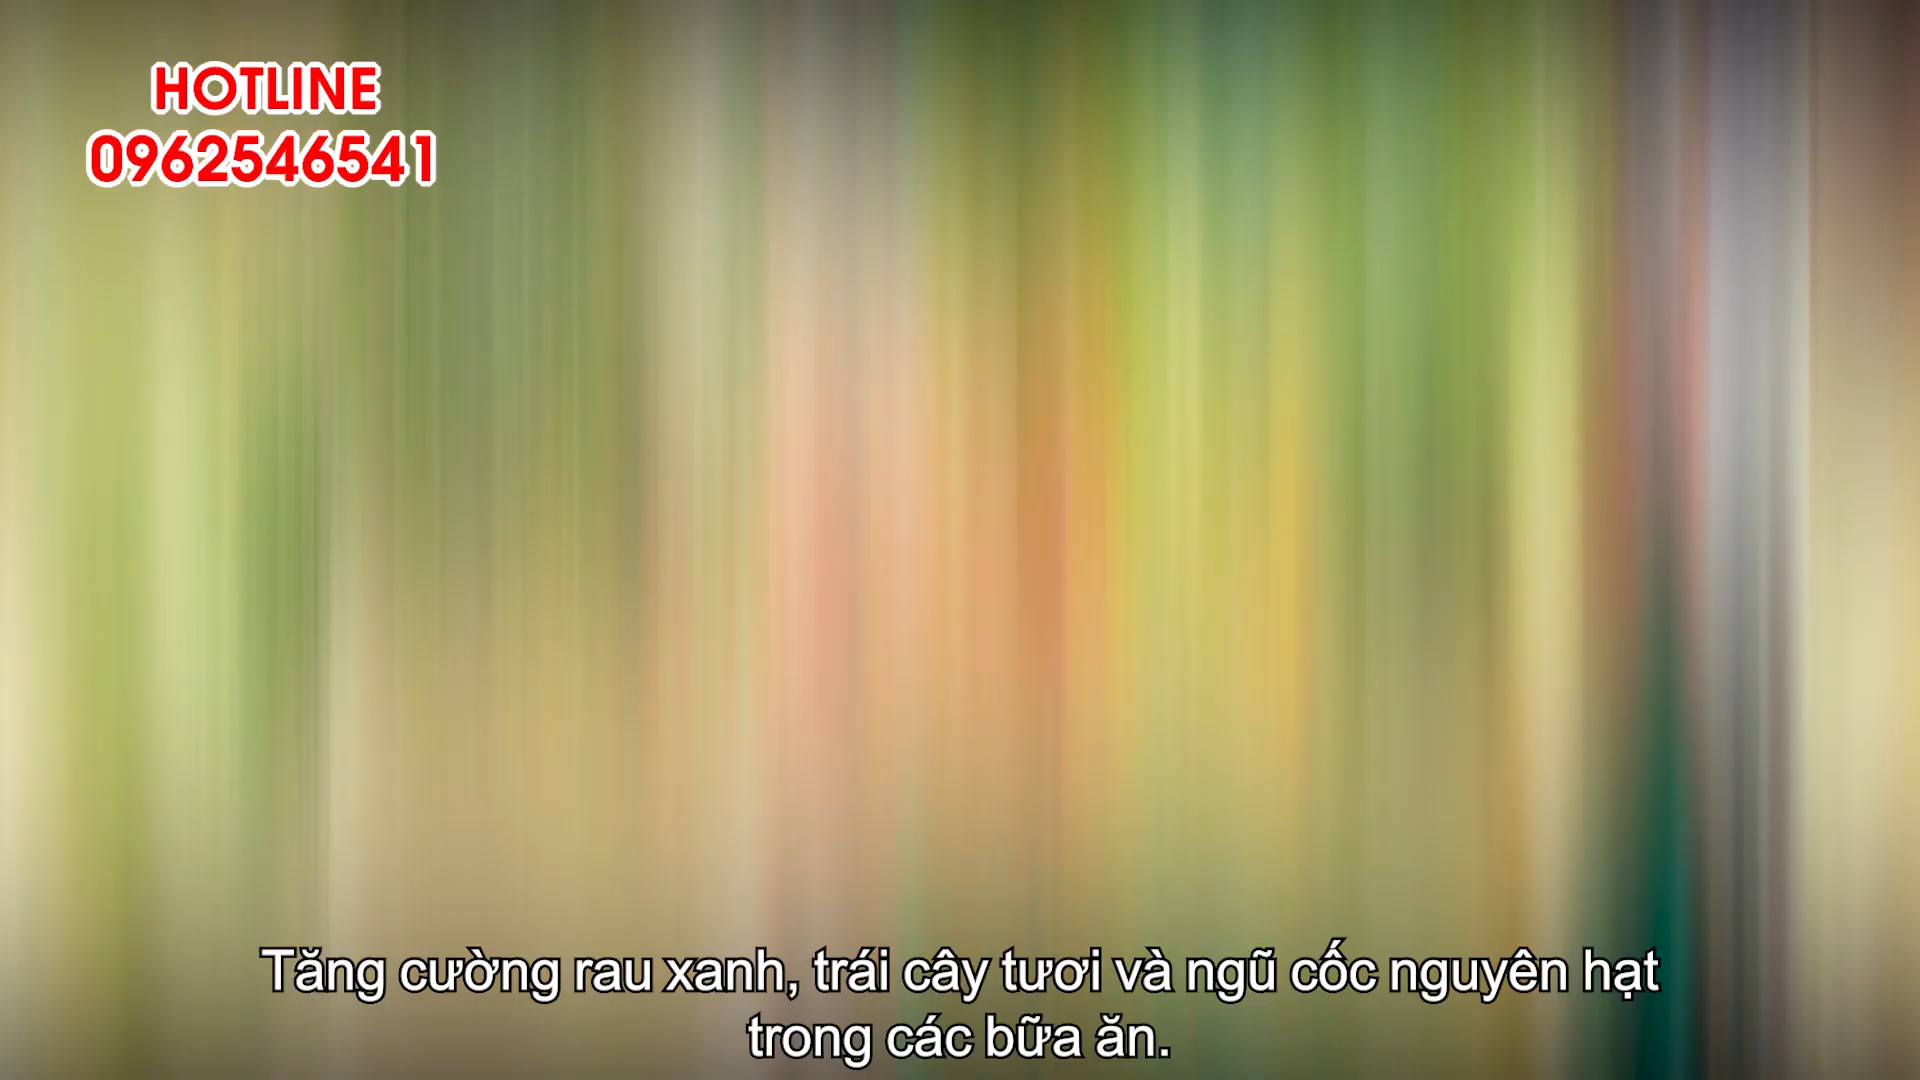 HOTLINE
0962546541
Tăng cường rau xanh, trái cây tươi và ngũ cốc nguyên hạt
trong các bữa ăn.